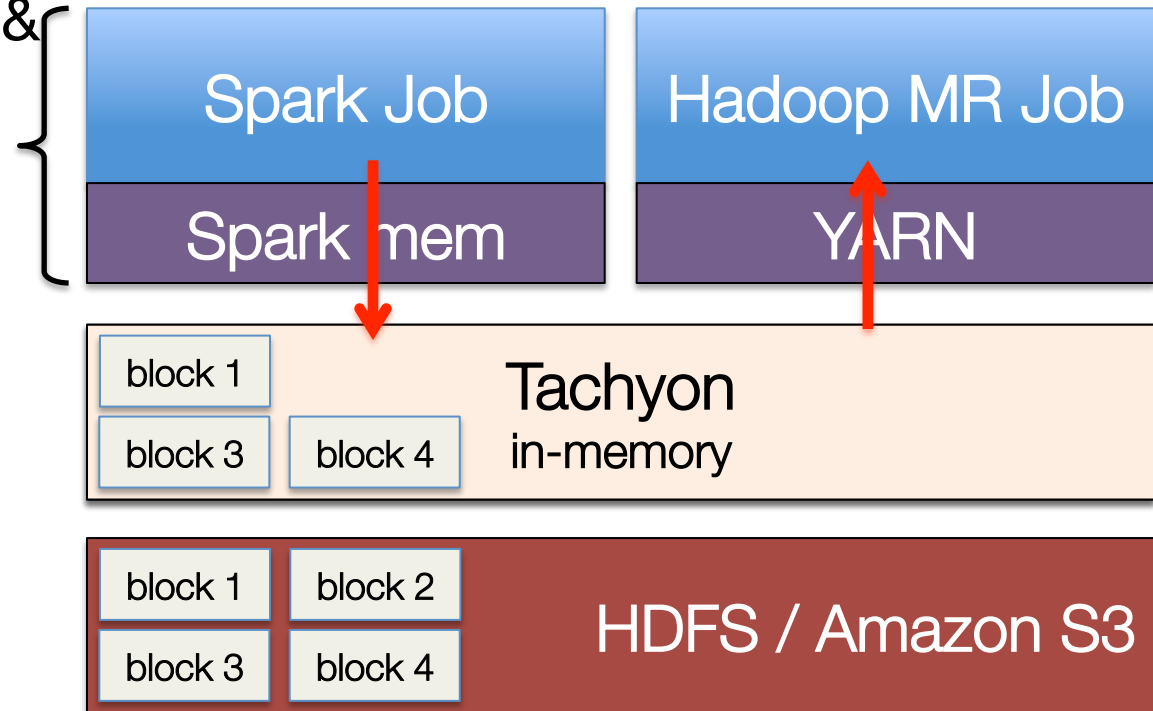 &
Spark Job
Hadoop MR Job
Spark mem
YARN
block 1
Tachyon
block 3
block 4
in-memory
block 1
block 2
HDFS / Amazon S3
block 3
block 4